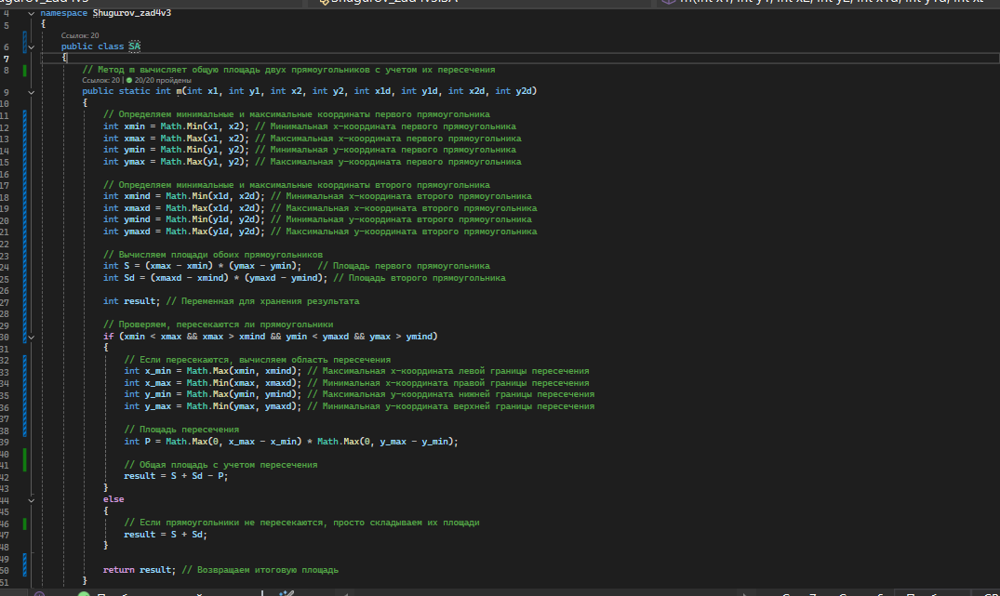 namespace Shugurov_zad4v3
{
Ссылок: 20
public class SA
{
// Метод m вычисляет общую площадь двух прямоугольников с учетом их пересечения
Ссылок: 20 | 20/20 пройдены
public static int m(int x1, int y1, int x2, int y2, int x1d, int y1d, int x2d, int y2d)
{
// Определяем минимальные и максимальные координаты первого прямоугольника
int xmin = Math.Min(x1, x2); // Минимальная x-координата первого прямоугольника
int xmax = Math.Max(x1, x2); // Максимальная x-координата первого прямоугольника
int ymin = Math.Min(y1, y2); // Минимальная y-координата первого прямоугольника
int ymax = Math.Max(y1, y2); // Максимальная y-координата первого прямоугольника
// Определяем минимальные и максимальные координаты второго прямоугольника
int xmind = Math.Min(x1d, x2d); // Минимальная x-координата второго прямоугольника
int xmaxd = Math.Max(x1d, x2d); // Максимальная x-координата второго прямоугольника
int ymind = Math.Min(y1d, y2d); // Минимальная y-координата второго прямоугольника
int ymaxd = Math.Max(y1d, y2d); // Максимальная y-координата второго прямоугольника
// Вычисляем площади обоих прямоугольников
int S = (xmax - xmin) * (ymax - ymin); // Площадь первого прямоугольника
int Sd = (xmaxd - xmind) * (ymaxd - ymind); // Площадь второго прямоугольника
int result; // Переменная для хранения результата
// Проверяем, пересекаются ли прямоугольники
if (xmin < xmax && xmax > xmind && ymin < ymaxd && ymax > ymind)
{
// Если пересекаются, вычисляем область пересечения
int x_min = Math.Max(xmin, xmind); // Максимальная x-координата левой границы пересечения
int x_max = Math.Min(xmax, xmaxd); // Минимальная x-координата правой границы пересечения
int y_min = Math.Max(ymin, ymind); // Максимальная y-координата нижней границы пересечения
int y_max = Math.Min(ymax, ymaxd); // Минимальная y-координата верхней границы пересечения
// Площадь пересечения
int P = Math.Max(0, x_max - x_min) * Math.Max(0, y_max - y_min);
// Общая площадь с учетом пересечения
result = S + Sd - P;
}
else
{
// Если прямоугольники не пересекаются, просто складываем их площади
result = S + Sd;
}
return result; // Возвращаем итоговую площадь
}